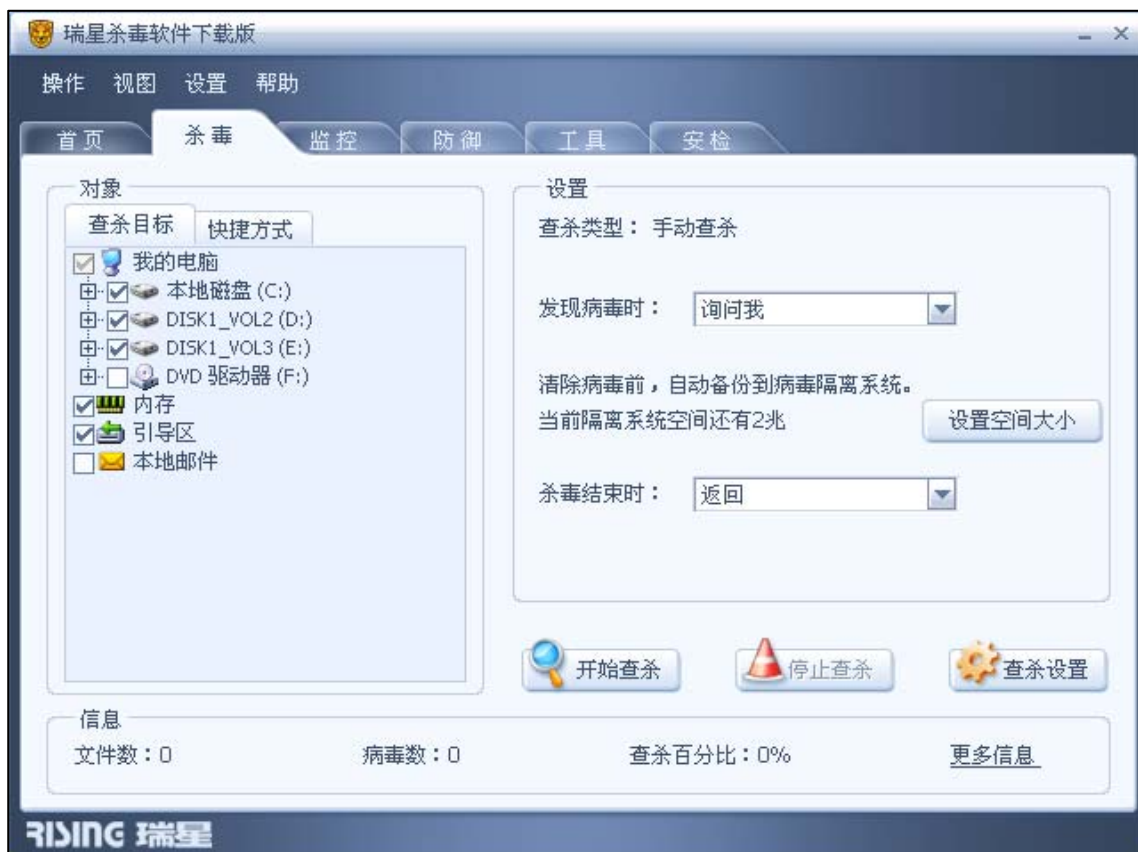 瑞星杀毒软件下载版
操作 视图 设置 帮助
首页 杀毒 监控 防御 工具 安检
对象
查杀目标 快捷方式
我的电脑
本地磁盘 (C:)
DISK1_VOL2 (D:)
DISK1_VOL3 (E:)
DVD 驱动器 (F:)
内存
引导区
本地邮件
设置
查杀类型： 手动查杀
发现病毒时： 询问我
清除病毒前，自动备份到病毒隔离系统。
当前隔离系统空间还有2兆 设置空间大小
杀毒结束时： 返回
开始查杀 停止查杀 查杀设置
信息
文件数：0 病毒数：0 查杀百分比：0% 更多信息
RISING 瑞星